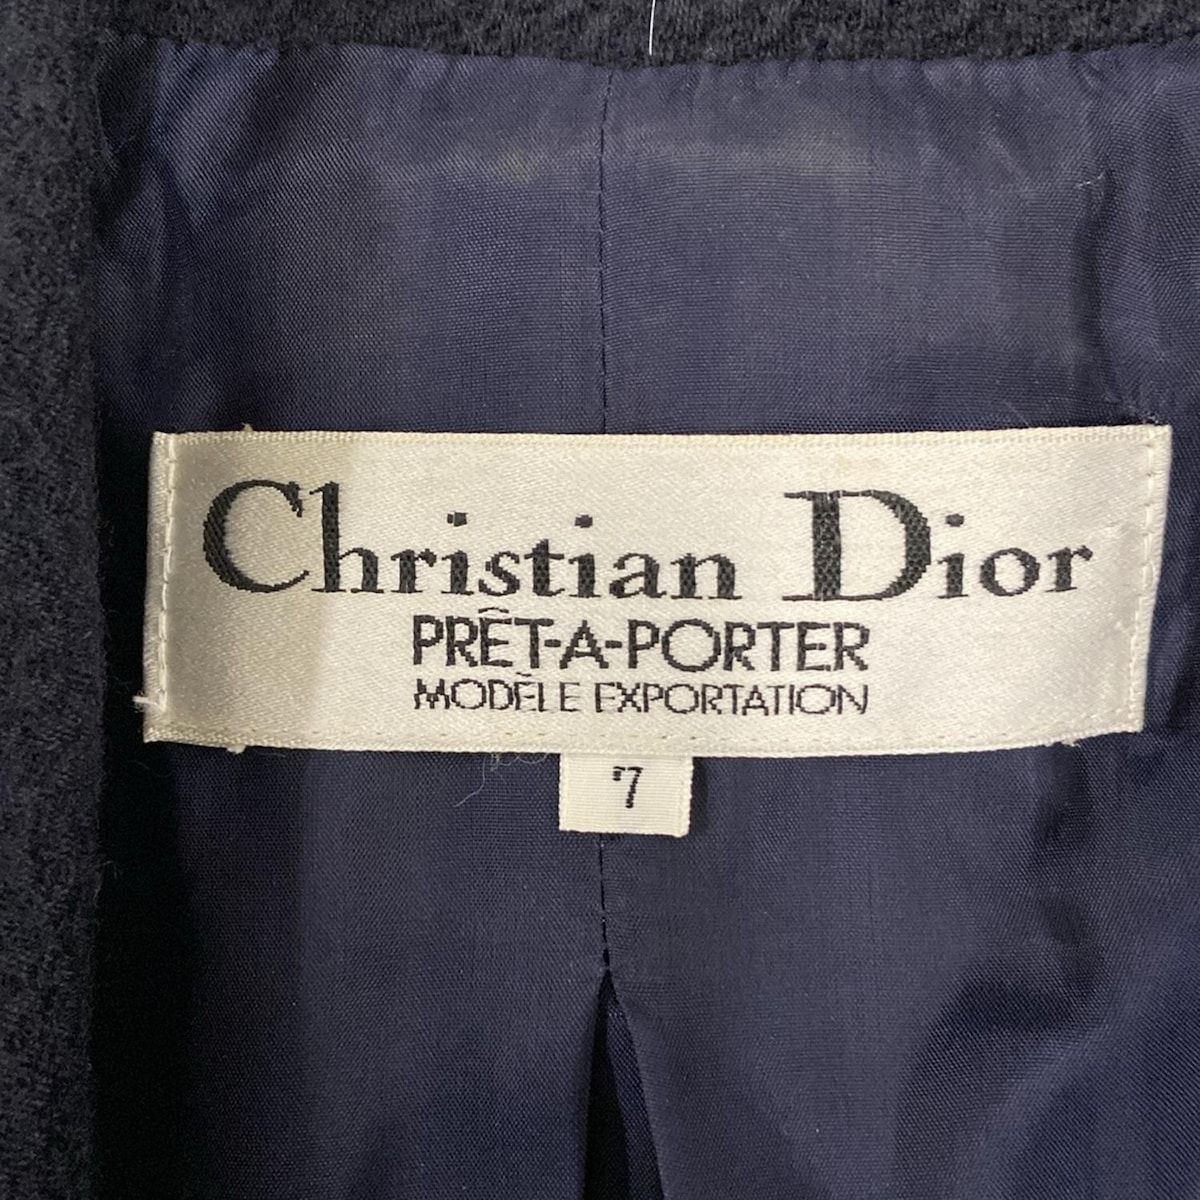 Christian Dior
PRÊT-A-PORTER
MODÈLE EXPORTATION
7